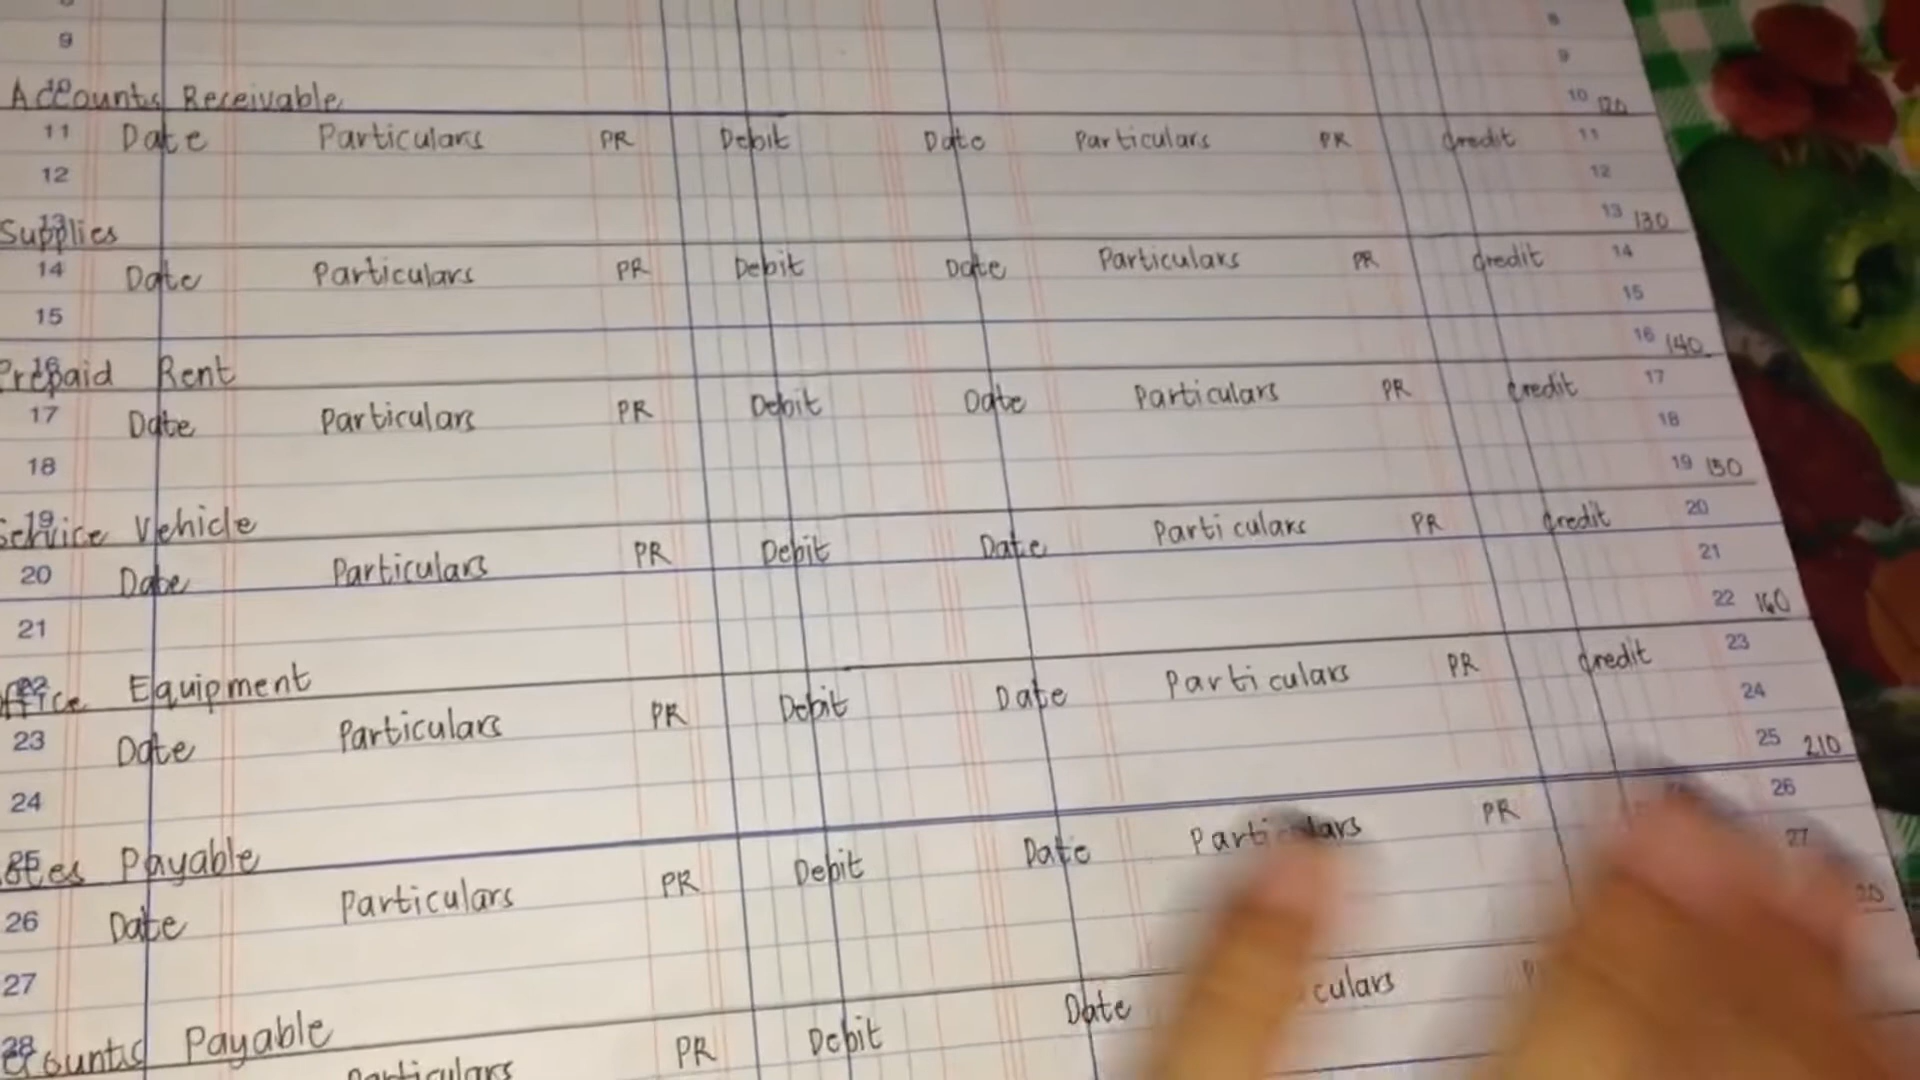 8
9 9
Accounts Receivable 10 120
11 Date Particulars PR Debit Date Particulars PR Credit 11
12 12
Supplies 13 130
14 Date Particulars PR Debit Date Particulars PR Credit 14
15 15
Prepaid Rent 16 140
17 Date Particulars PR Debit Date Particulars PR Credit 17
18 18
Service Vehicle 19 150
20 Date Particulars PR Debit Date Particulars PR Credit 20
21 21
Equipment 22 160
23 Date Particulars PR Debit Date Particulars PR Credit 23
24 24
Payable 25 210
26 Date Particulars PR Debit Date Particulars PR 26
27 27
Payable
Particulars PR Debit Date culars